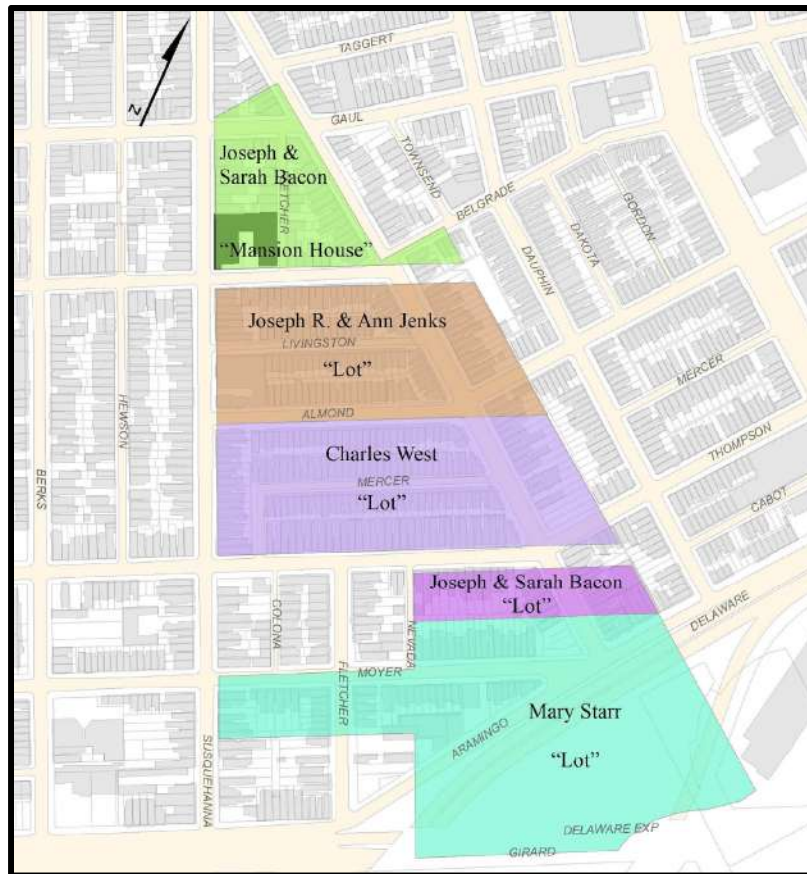 TAGGERT
N
GAUL
Joseph &
Sarah Bacon
FLETCHER
TOWNSEND
BELGRADE
GORDON
DAKOTA
DAUPHIN
“Mansion House”
Joseph R. & Ann Jenks
LIVINGSTON
“Lot”
ALMOND
MERCER
HEWSON
Charles West
THOMPSON
MERCER
“Lot”
BERKS
CABOT
Joseph & Sarah Bacon
“Lot”
COLONA
NEVADA
DELAWARE
MOYER
FLETCHER
Mary Starr
ARAMINGO
“Lot”
SUSQUEHANNA
DELAWARE EXP
GIRARD